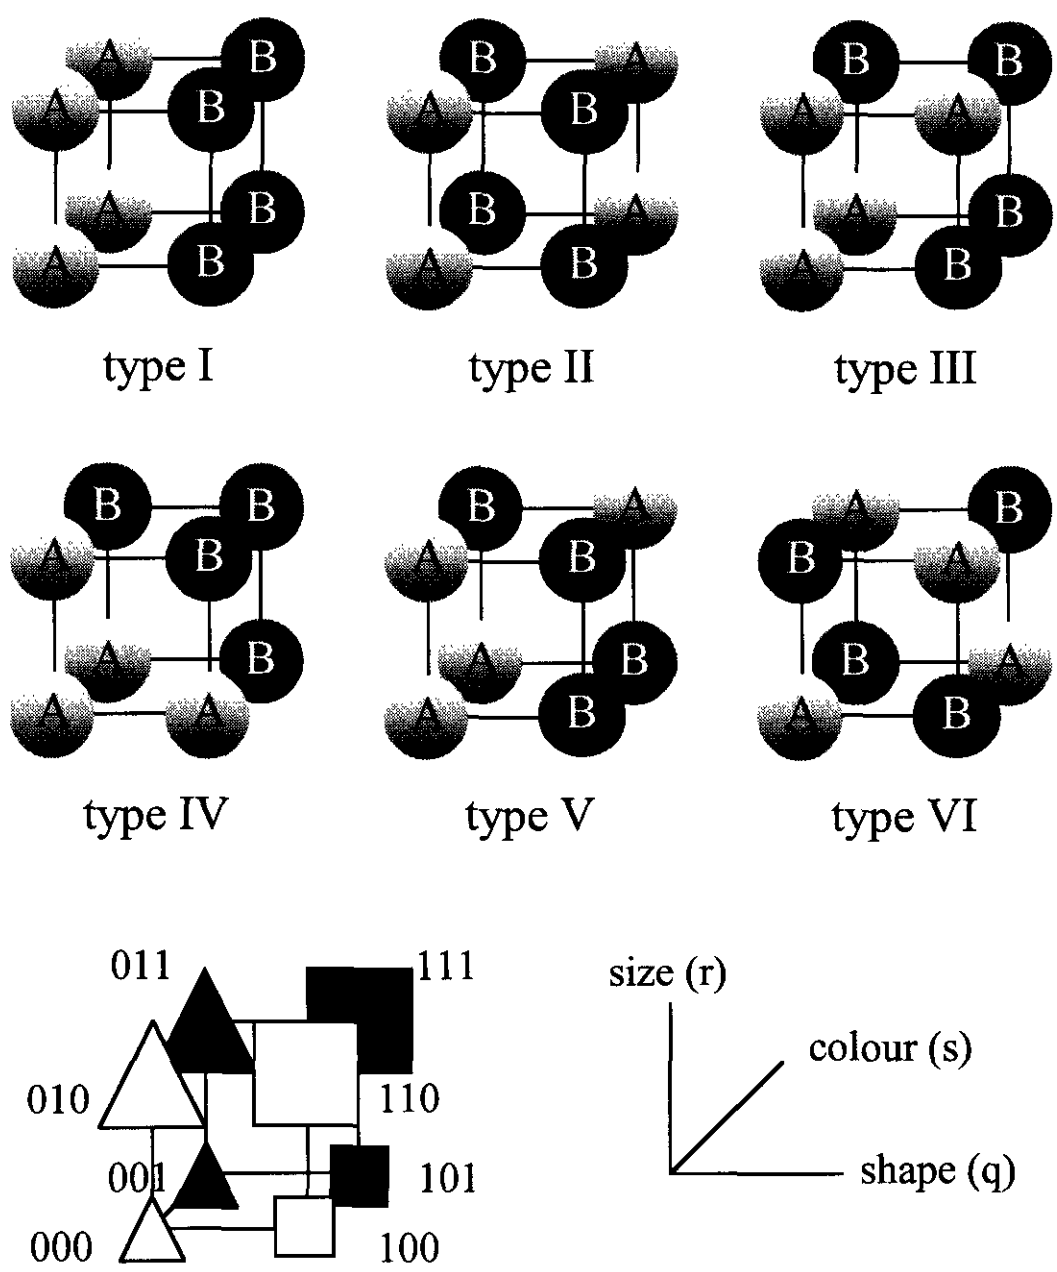 A B
A B
A B
A B
type I
B A
A B
B A
A B
type II
B B
A A
A B
A B
type III
B B
A B
A B
A A
type IV
B A
A B
A B
A B
type V
A B
B A
B A
A B
type VI
011 111
010 110
001 101
000 100
size (r)
colour (s)
shape (q)